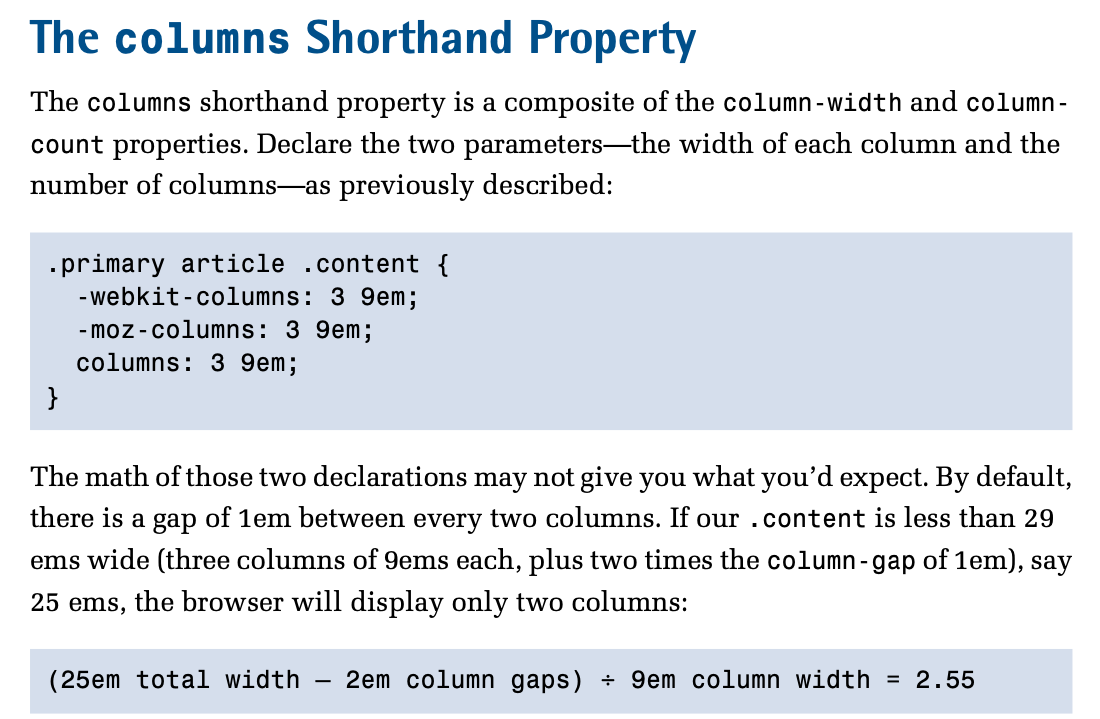 The columns Shorthand Property
The columns shorthand property is a composite of the column-width and column-
count properties. Declare the two parameters—the width of each column and the
number of columns—as previously described:
.primary article .content {
  -webkit-columns: 3 9em;
  -moz-columns: 3 9em;
  columns: 3 9em;
}
The math of those two declarations may not give you what you’d expect. By default,
there is a gap of 1em between every two columns. If our .content is less than 29
ems wide (three columns of 9ems each, plus two times the column-gap of 1em), say
25 ems, the browser will display only two columns:
(25em total width – 2em column gaps) ÷ 9em column width = 2.55